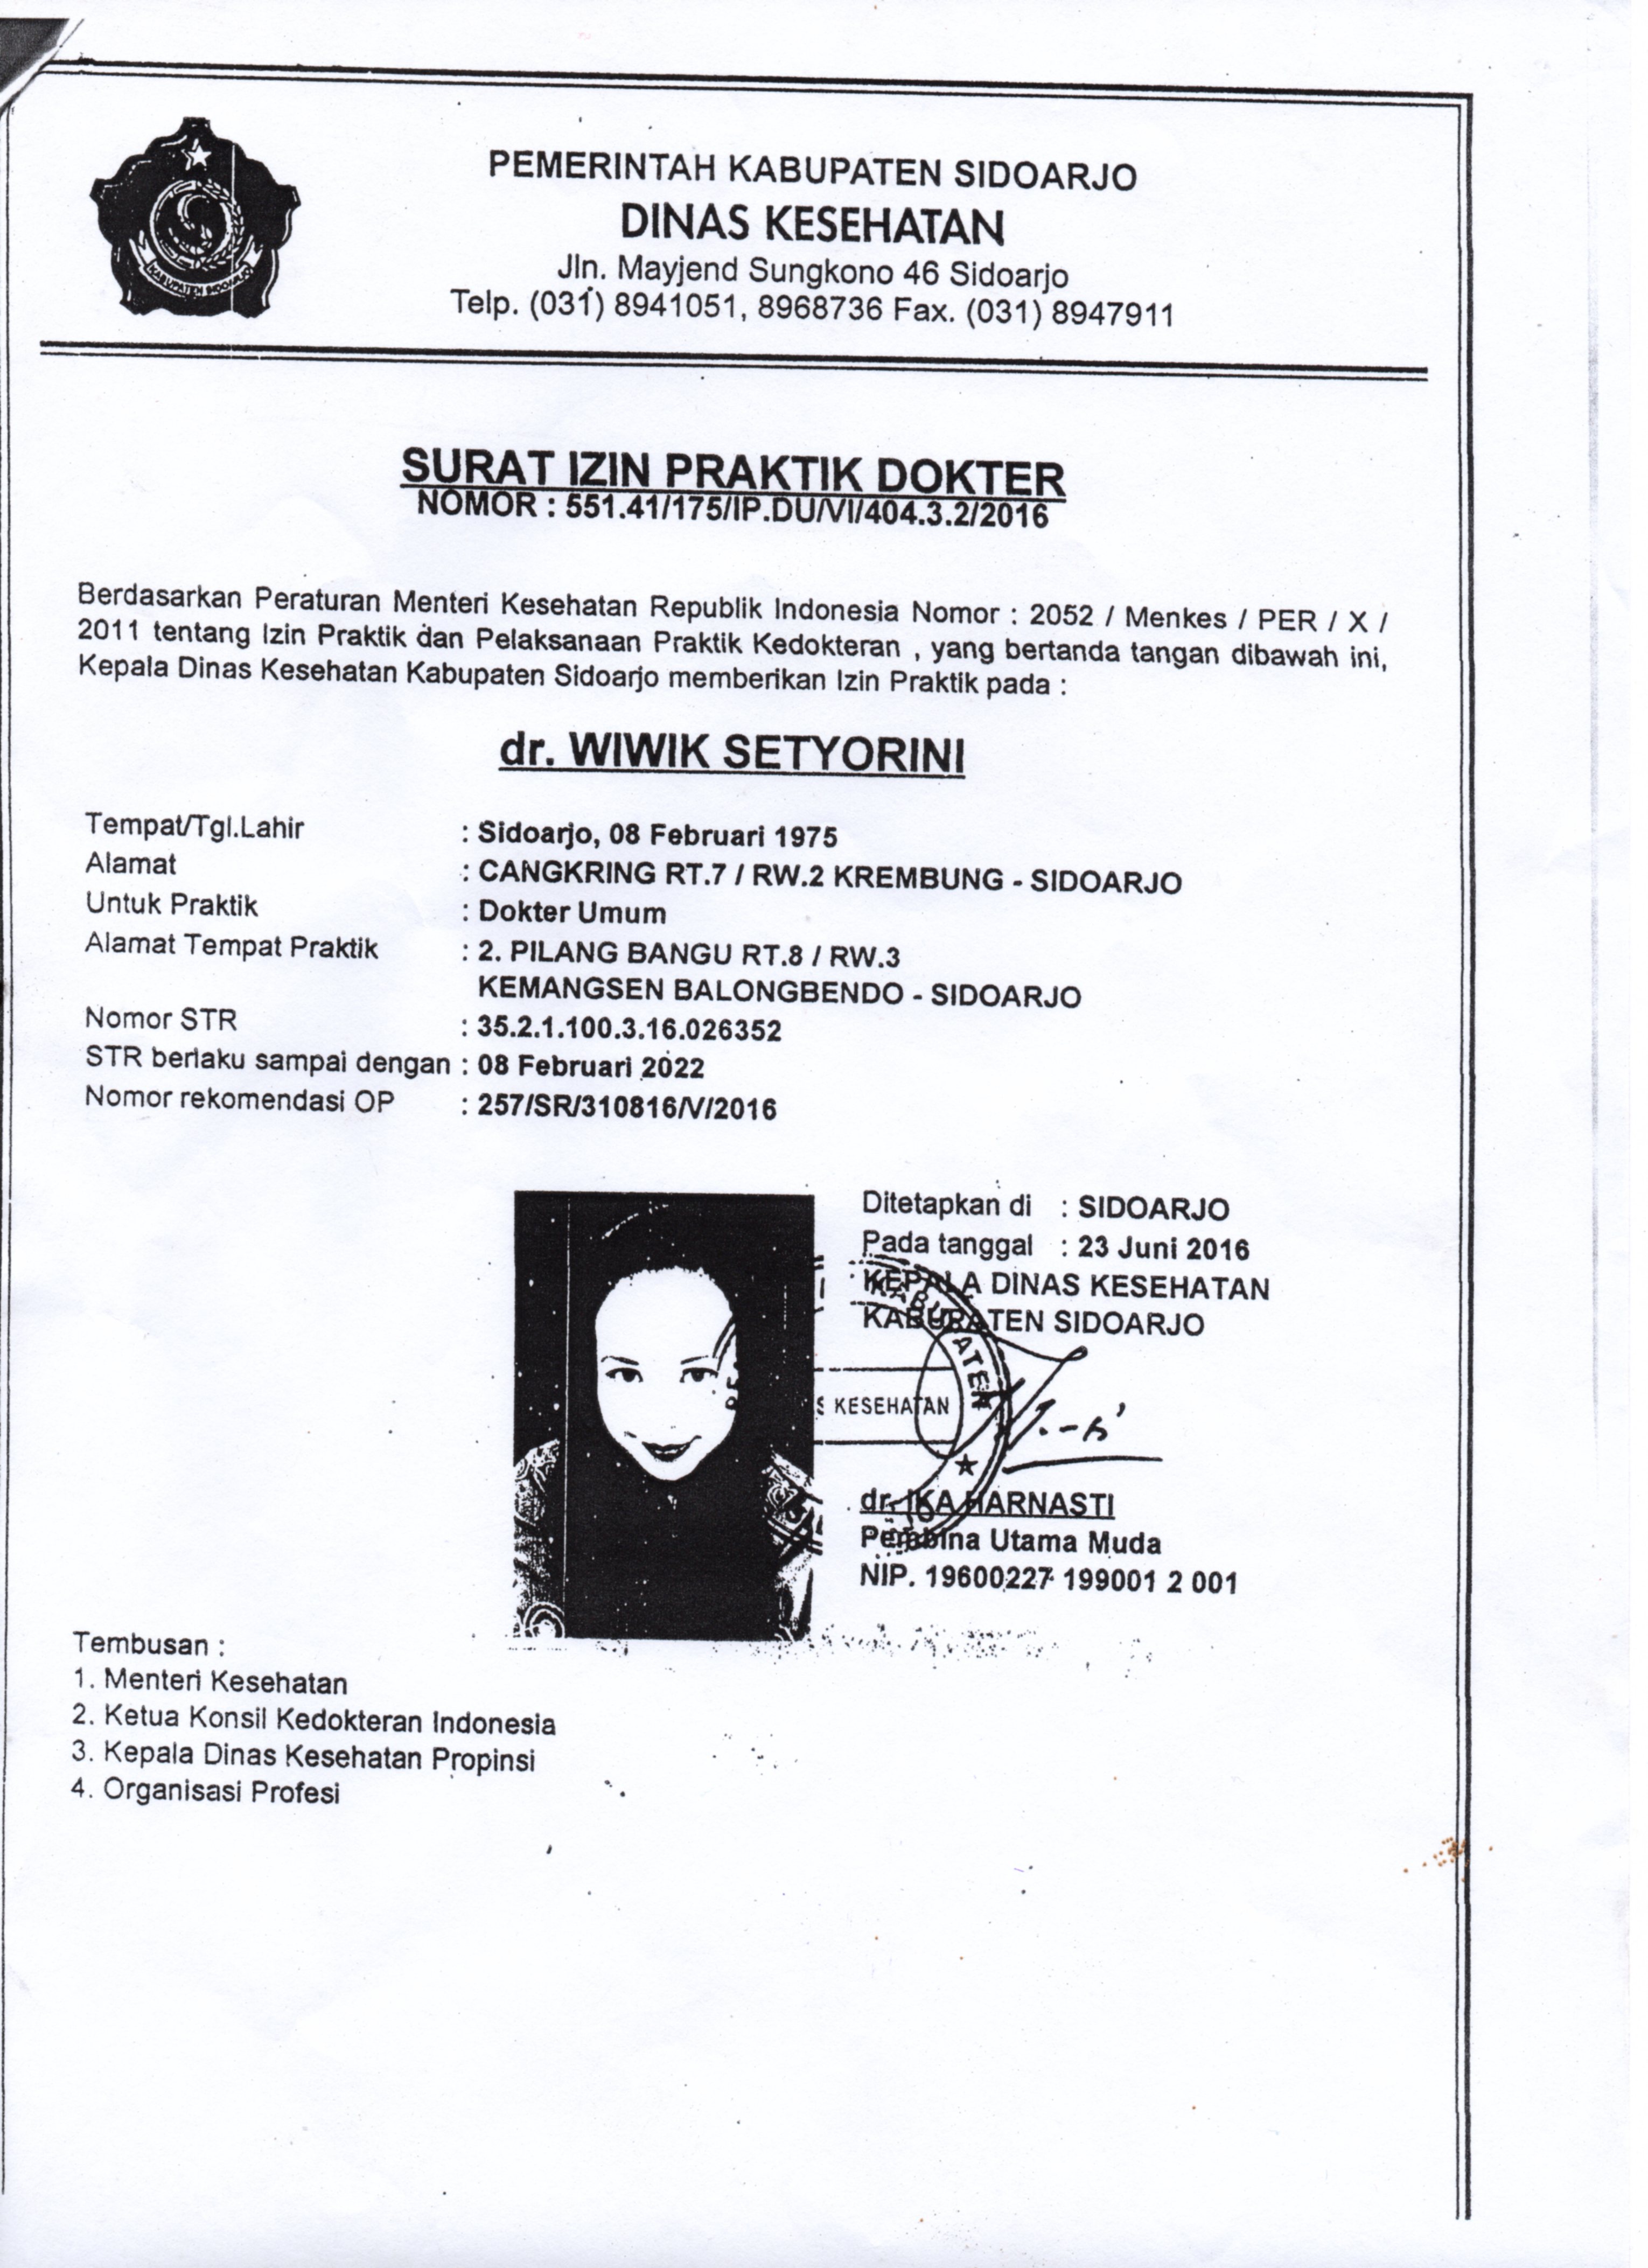 PEMERINTAH KABUPATEN SIDOARJO
DINAS KESEHATAN
Jln. Mayjend Sungkono 46 Sidoarjo
Telp. (031) 8941051, 8968736 Fax. (031) 8947911
KABUPATEN SIDOARJO
SURAT IZIN PRAKTIK DOKTER
NOMOR : 551.41/175/IP.DU/VI/404.3.2/2016
Berdasarkan Peraturan Menteri Kesehatan Republik Indonesia Nomor : 2052 / Menkes / PER / X /
2011 tentang Izin Praktik dan Pelaksanaan Praktik Kedokteran , yang bertanda tangan dibawah ini,
Kepala Dinas Kesehatan Kabupaten Sidoarjo memberikan Izin Praktik pada :
dr. WIWIK SETYORINI
Tempat/Tgl.Lahir : Sidoarjo, 08 Februari 1975
Alamat : CANGKRING RT.7 / RW.2 KREMBUNG - SIDOARJO
Untuk Praktik : Dokter Umum
Alamat Tempat Praktik : 2. PILANG BANGU RT.8 / RW.3
KEMANGSEN BALONGBENDO - SIDOARJO
Nomor STR : 35.2.1.100.3.16.026352
STR berlaku sampai dengan : 08 Februari 2022
Nomor rekomendasi OP : 257/SR/310816/V/2016
Ditetapkan di : SIDOARJO
Pada tanggal : 23 Juni 2016
KEPALA DINAS KESEHATAN
KABUPATEN SIDOARJO
S KESEHATAN
dr. IKA HARNASTI
Pembina Utama Muda
NIP. 19600227 199001 2 001
Tembusan :
1. Menteri Kesehatan
2. Ketua Konsil Kedokteran Indonesia
3. Kepala Dinas Kesehatan Propinsi
4. Organisasi Profesi